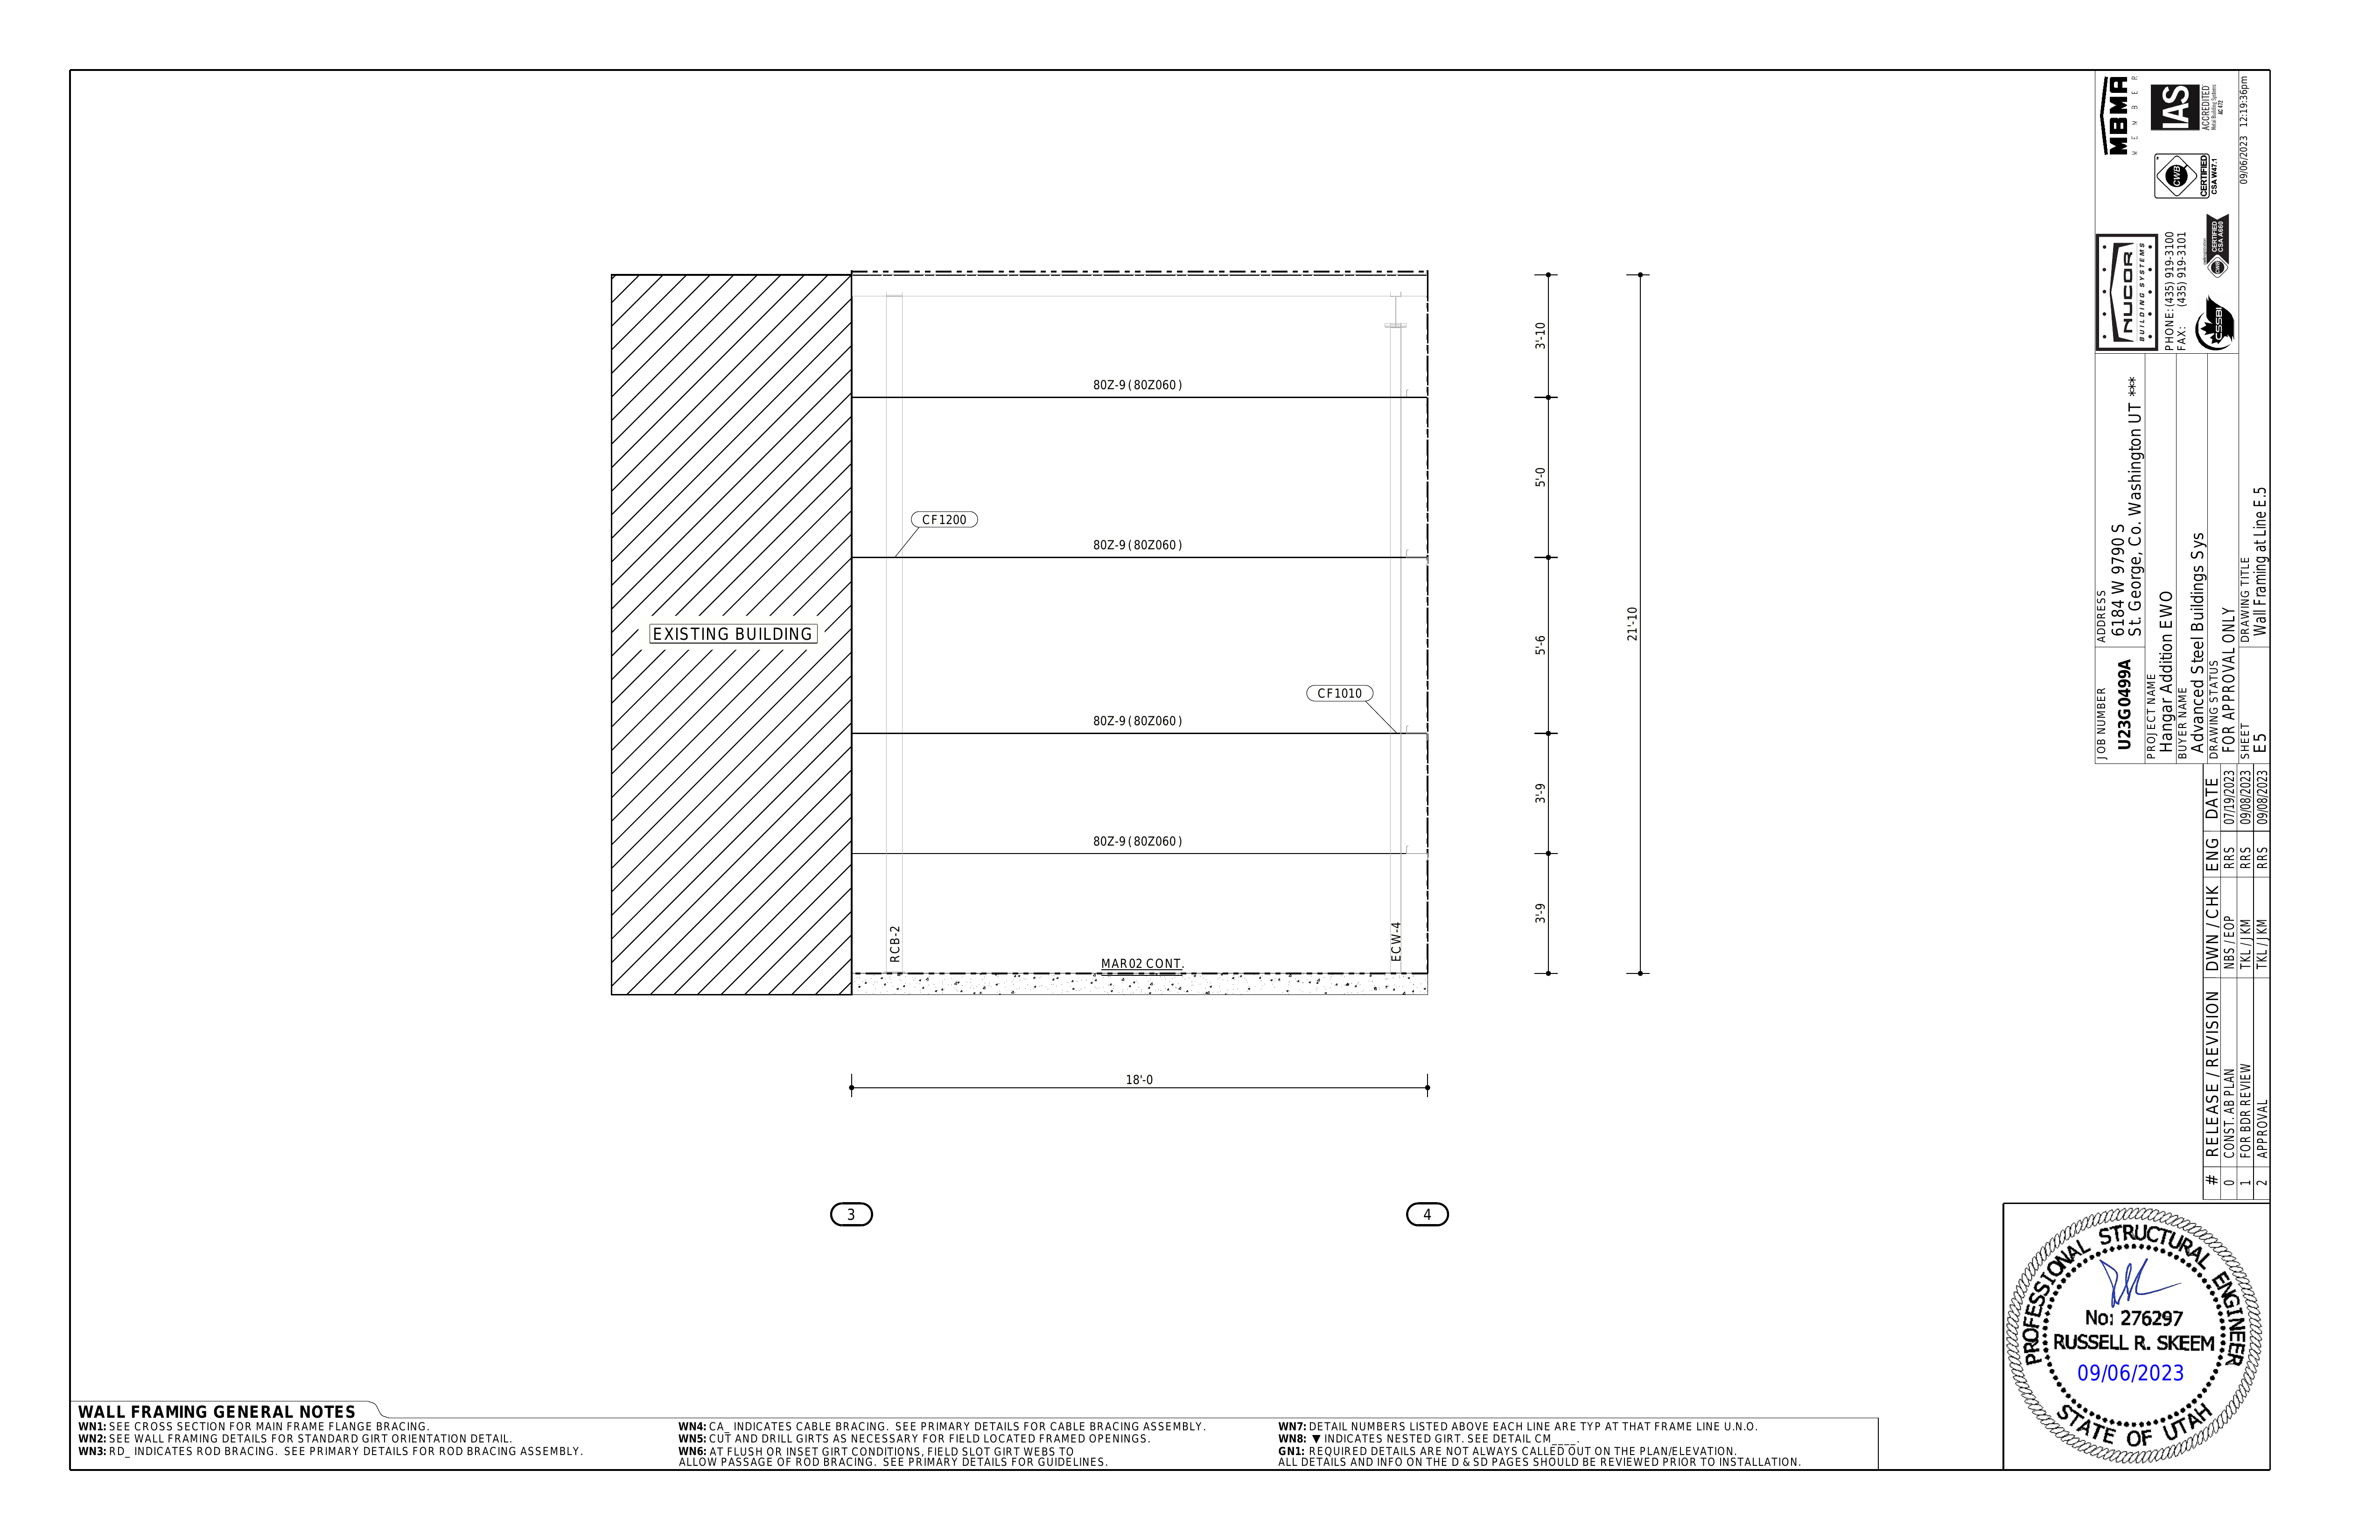 80Z-9(80Z060)
80Z-9(80Z060)
80Z-9(80Z060)
80Z-9(80Z060)
CF1200
CF1010
EXISTING BUILDING
RCB-2
ECW-4
MAR02 CONT.
3'-10
5'-0
5'-6
3'-9
3'-9
21'-10
18'-0
3
4
MBMA
MEMBER
IAS
ACCREDITED
Metal Building Systems
AC 472
CWB
CERTIFIED
CSA W47.1
NUCOR
BUILDING SYSTEMS
PHONE:(435) 919-3100
FAX: (435) 919-3101
CWB
CERTIFIED
CSA A660
CSSBI
09/06/2023 12:19:36pm
JOB NUMBER
U23G0499A
ADDRESS
6184 W 9790 S
St. George, Co. Washington UT ***
PROJECT NAME
Hangar Addition EWO
BUYER NAME
Advanced Steel Buildings Sys
DRAWING STATUS
FOR APPROVAL ONLY
SHEET
E5
DRAWING TITLE
Wall Framing at Line E.5
# RELEASE / REVISION DWN / CHK ENG DATE
0 CONST. AB PLAN NBS / EOP RRS 07/19/2023
1 FOR BDR REVIEW TKL / JKM RRS 09/08/2023
2 APPROVAL TKL / JKM RRS 09/08/2023
PROFESSIONAL STRUCTURAL ENGINEER
No: 276297
RUSSELL R. SKEEM
09/06/2023
STATE OF UTAH
WALL FRAMING GENERAL NOTES
WN1: SEE CROSS SECTION FOR MAIN FRAME FLANGE BRACING.
WN2: SEE WALL FRAMING DETAILS FOR STANDARD GIRT ORIENTATION DETAIL.
WN3: RD_ INDICATES ROD BRACING. SEE PRIMARY DETAILS FOR ROD BRACING ASSEMBLY.
WN4: CA_ INDICATES CABLE BRACING. SEE PRIMARY DETAILS FOR CABLE BRACING ASSEMBLY.
WN5: CUT AND DRILL GIRTS AS NECESSARY FOR FIELD LOCATED FRAMED OPENINGS.
WN6: AT FLUSH OR INSET GIRT CONDITIONS, FIELD SLOT GIRT WEBS TO
ALLOW PASSAGE OF ROD BRACING. SEE PRIMARY DETAILS FOR GUIDELINES.
WN7: DETAIL NUMBERS LISTED ABOVE EACH LINE ARE TYP AT THAT FRAME LINE U.N.O.
WN8: ▼ INDICATES NESTED GIRT. SEE DETAIL CM____.
GN1: REQUIRED DETAILS ARE NOT ALWAYS CALLED OUT ON THE PLAN/ELEVATION.
ALL DETAILS AND INFO ON THE D & SD PAGES SHOULD BE REVIEWED PRIOR TO INSTALLATION.